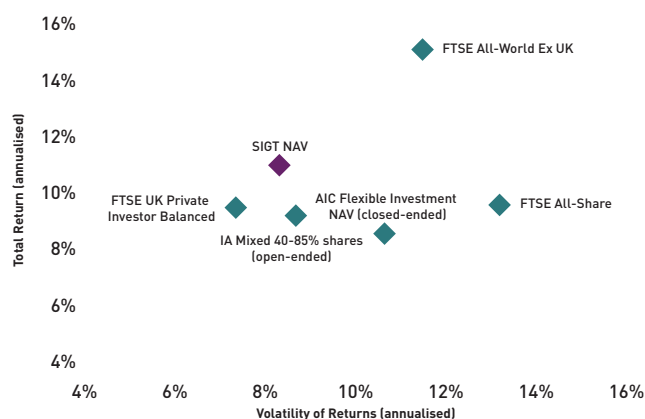 16%
14%
12%
10%
8%
6%
4%
Total Return (annualised)
FTSE All-World Ex UK
SIGT NAV
FTSE UK Private
Investor Balanced
AIC Flexible Investment
NAV (closed-ended)
FTSE All-Share
IA Mixed 40-85% shares
(open-ended)
4%
6%
8%
10%
12%
14%
16%
Volatility of Returns (annualised)